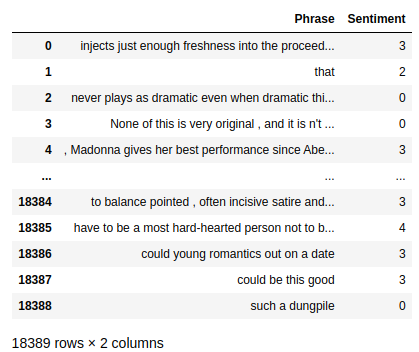 Phrase Sentiment
0 injects just enough freshness into the proceed... 3
1 that 2
2 never plays as dramatic even when dramatic thi... 0
3 None of this is very original , and it is n't ... 0
4 , Madonna gives her best performance since Abe... 3
... ... ...
18384 to balance pointed , often incisive satire and... 3
18385 have to be a most hard-hearted person not to b... 4
18386 could young romantics out on a date 3
18387 could be this good 3
18388 such a dungpile 0
18389 rows × 2 columns